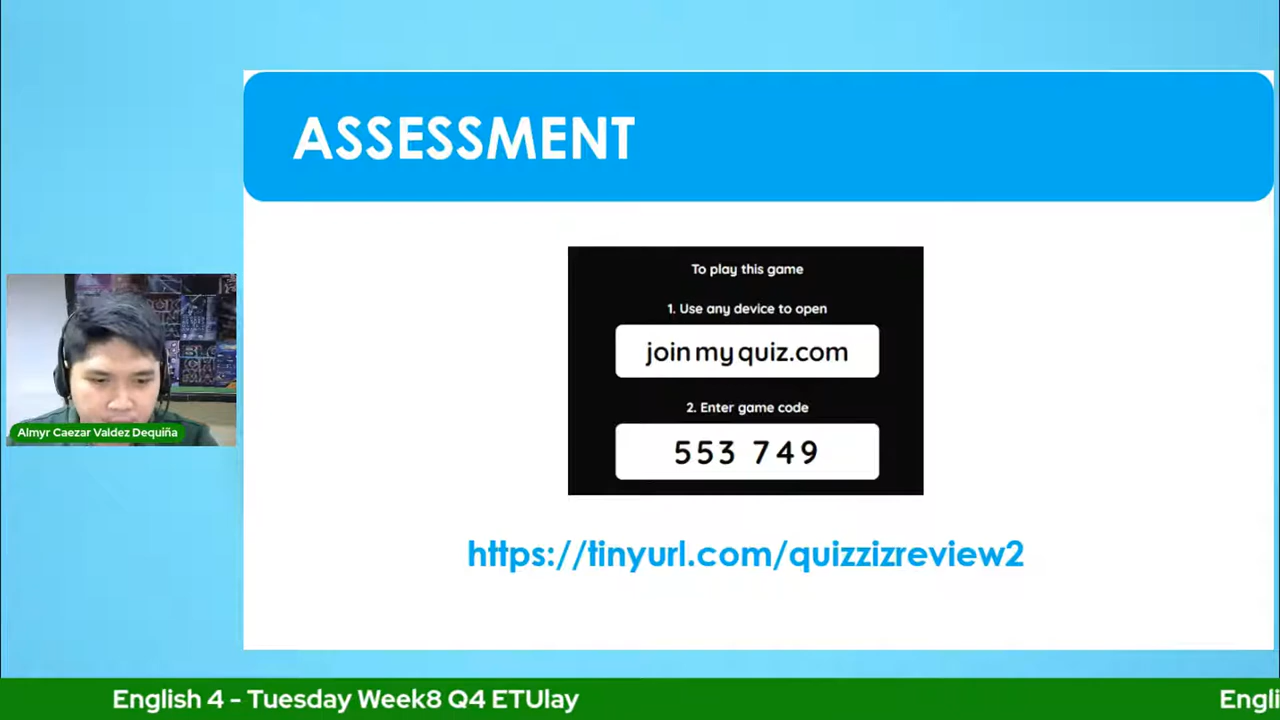 ASSESSMENT
To play this game
1. Use any device to open
joinmyquiz.com
2. Enter game code
553 749
Almyr Caezar Valdez Dequiña
https://tinyurl.com/quizzizreview2
English 4 - Tuesday Week8 Q4 ETUlay
Engli